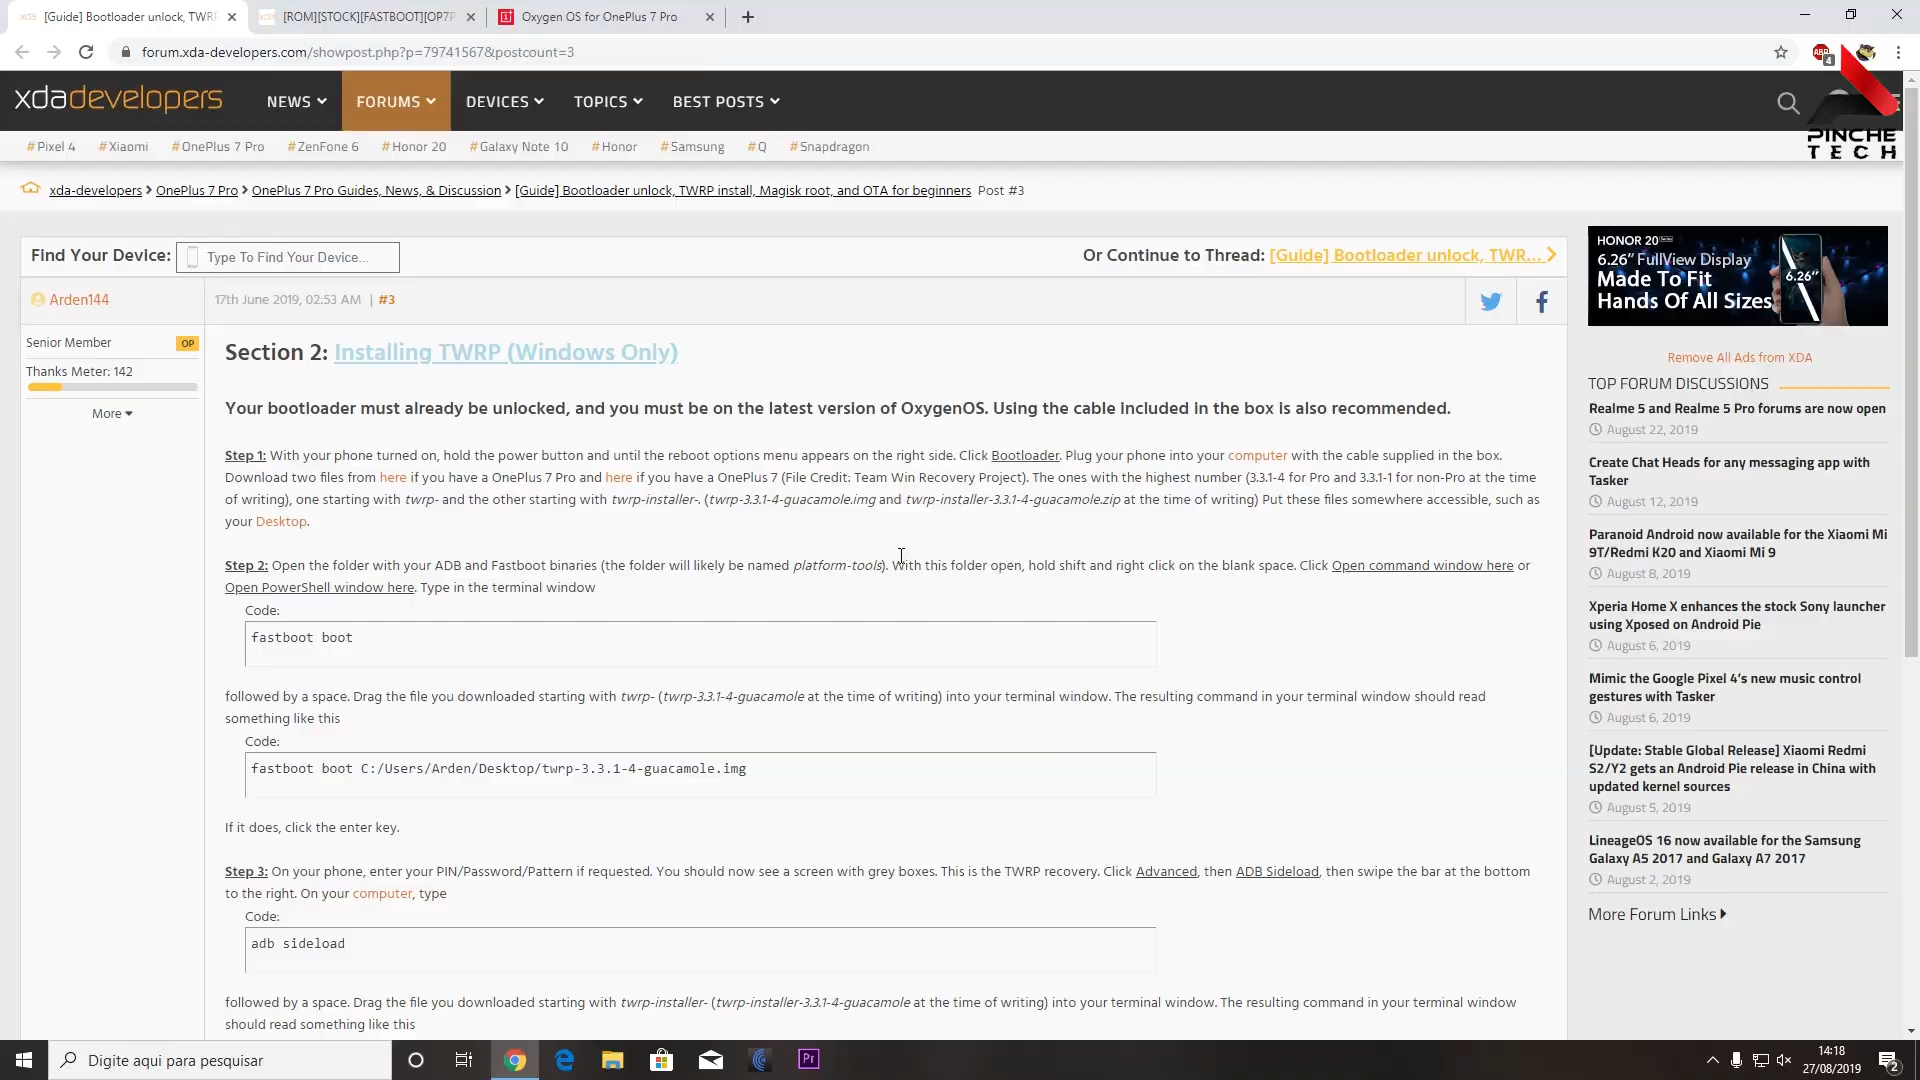 [Guide] Bootloader unlock, TWRP
[ROM][STOCK][FASTBOOT][OP7P
Oxygen OS for OnePlus 7 Pro
forum.xda-developers.com/showpost.php?p=79741567&postcount=3
ABP
4
xdadevelopers
NEWS
FORUMS
DEVICES
TOPICS
BEST POSTS
PINCHE
TECH
#Pixel 4
#Xiaomi
#OnePlus 7 Pro
#ZenFone 6
#Honor 20
#Galaxy Note 10
#Honor
#Samsung
#Q
#Snapdragon
xda-developers
OnePlus 7 Pro
OnePlus 7 Pro Guides, News, & Discussion
[Guide] Bootloader unlock, TWRP install, Magisk root, and OTA for beginners
Post #3
Find Your Device:
Type To Find Your Device...
Or Continue to Thread: [Guide] Bootloader unlock, TWR...
Arden144
17th June 2019, 02:53 AM | #3
Senior Member
OP
Thanks Meter: 142
More
Section 2: Installing TWRP (Windows Only)
Your bootloader must already be unlocked, and you must be on the latest version of OxygenOS. Using the cable included in the box is also recommended.
Step 1: With your phone turned on, hold the power button and until the reboot options menu appears on the right side. Click Bootloader. Plug your phone into your computer with the cable supplied in the box.
Download two files from here if you have a OnePlus 7 Pro and here if you have a OnePlus 7 (File Credit: Team Win Recovery Project). The ones with the highest number (3.3.1-4 for Pro and 3.3.1-1 for non-Pro at the time
of writing), one starting with twrp- and the other starting with twrp-installer-. (twrp-3.3.1-4-guacamole.img and twrp-installer-3.3.1-4-guacamole.zip at the time of writing) Put these files somewhere accessible, such as
your Desktop.
Step 2: Open the folder with your ADB and Fastboot binaries (the folder will likely be named platform-tools). With this folder open, hold shift and right click on the blank space. Click Open command window here or
Open PowerShell window here. Type in the terminal window
Code:
fastboot boot
followed by a space. Drag the file you downloaded starting with twrp- (twrp-3.3.1-4-guacamole at the time of writing) into your terminal window. The resulting command in your terminal window should read
something like this
Code:
fastboot boot C:/Users/Arden/Desktop/twrp-3.3.1-4-guacamole.img
If it does, click the enter key.
Step 3: On your phone, enter your PIN/Password/Pattern if requested. You should now see a screen with grey boxes. This is the TWRP recovery. Click Advanced, then ADB Sideload, then swipe the bar at the bottom
to the right. On your computer, type
Code:
adb sideload
followed by a space. Drag the file you downloaded starting with twrp-installer- (twrp-installer-3.3.1-4-guacamole at the time of writing) into your terminal window. The resulting command in your terminal window
should read something like this
HONOR 20 Series
6.26" FullView Display
Made To Fit
Hands Of All Sizes
6.26"
Remove All Ads from XDA
TOP FORUM DISCUSSIONS
Realme 5 and Realme 5 Pro forums are now open
August 22, 2019
Create Chat Heads for any messaging app with
Tasker
August 12, 2019
Paranoid Android now available for the Xiaomi Mi
9T/Redmi K20 and Xiaomi Mi 9
August 8, 2019
Xperia Home X enhances the stock Sony launcher
using Xposed on Android Pie
August 6, 2019
Mimic the Google Pixel 4’s new music control
gestures with Tasker
August 6, 2019
[Update: Stable Global Release] Xiaomi Redmi
S2/Y2 gets an Android Pie release in China with
updated kernel sources
August 5, 2019
LineageOS 16 now available for the Samsung
Galaxy A5 2017 and Galaxy A7 2017
August 2, 2019
More Forum Links
Digite aqui para pesquisar
Pr
14:18
27/08/2019
2